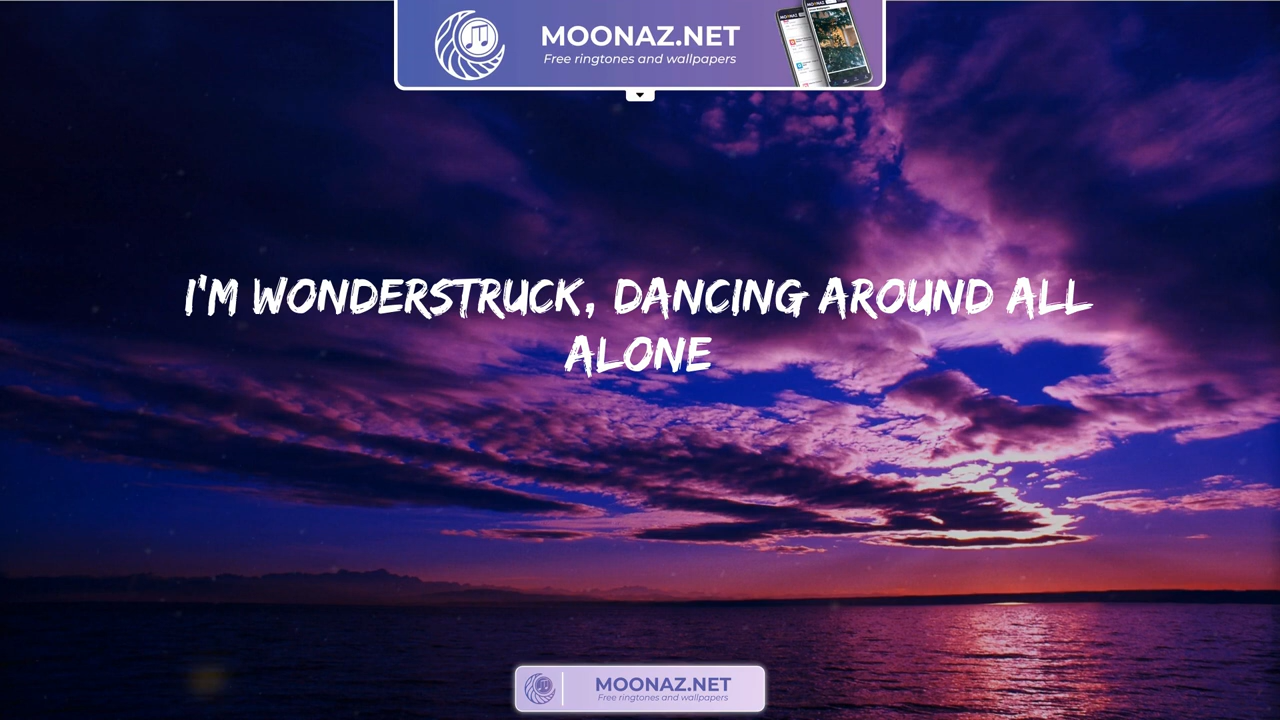 MOONAZ.NET
Free ringtones and wallpapers
I'M WONDERSTRUCK, DANCING AROUND ALL
ALONE
MOONAZ.NET
Free ringtones and wallpapers